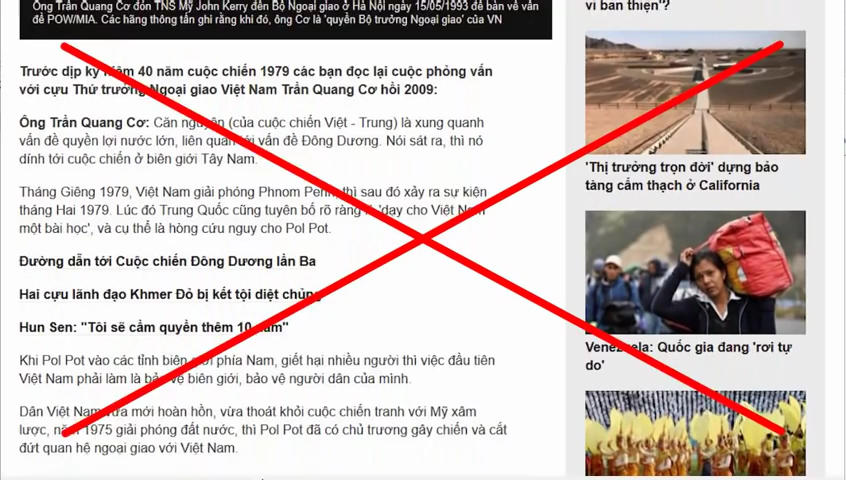 Ông Trần Quang Cơ đón TNS Mỹ John Kerry đến Bộ Ngoại giao ở Hà Nội ngày 15/05/1993 để bàn về vấn
đề POW/MIA. Các hãng thông tấn ghi rằng khi đó, ông Cơ là 'quyền Bộ trưởng Ngoại giao' của VN
Trước dịp kỷ niệm 40 năm cuộc chiến 1979 các bạn đọc lại cuộc phỏng vấn
với cựu Thứ trưởng Ngoại giao Việt Nam Trần Quang Cơ hồi 2009:
Ông Trần Quang Cơ: Căn nguyên (của cuộc chiến Việt - Trung) là xung quanh
vấn đề quyền lợi nước lớn, liên quan tới vấn đề Đông Dương. Nói sát ra, thì nó
dính tới cuộc chiến ở biên giới Tây Nam.
Tháng Giêng 1979, Việt Nam giải phóng Phnom Penh, thì sau đó xảy ra sự kiện
tháng Hai 1979. Lúc đó Trung Quốc cũng tuyên bố rõ ràng là 'dạy cho Việt Nam
một bài học', và cụ thể là hòng cứu nguy cho Pol Pot.
Đường dẫn tới Cuộc chiến Đông Dương lần Ba
Hai cựu lãnh đạo Khmer Đỏ bị kết tội diệt chủng
Hun Sen: "Tôi sẽ cầm quyền thêm 10 năm"
Khi Pol Pot vào các tỉnh biên giới phía Nam, giết hại nhiều người thì việc đầu tiên
Việt Nam phải làm là bảo vệ biên giới, bảo vệ người dân của mình.
Dân Việt Nam vừa mới hoàn hồn, vừa thoát khỏi cuộc chiến tranh với Mỹ xâm
lược, năm 1975 giải phóng đất nước, thì Pol Pot đã có chủ trương gây chiến và cắt
đứt quan hệ ngoại giao với Việt Nam.
vì bản thiện"?
'Thị trưởng trọn đời' dựng bảo
tàng cẩm thạch ở California
Venezuela: Quốc gia đang 'rơi tự
do'